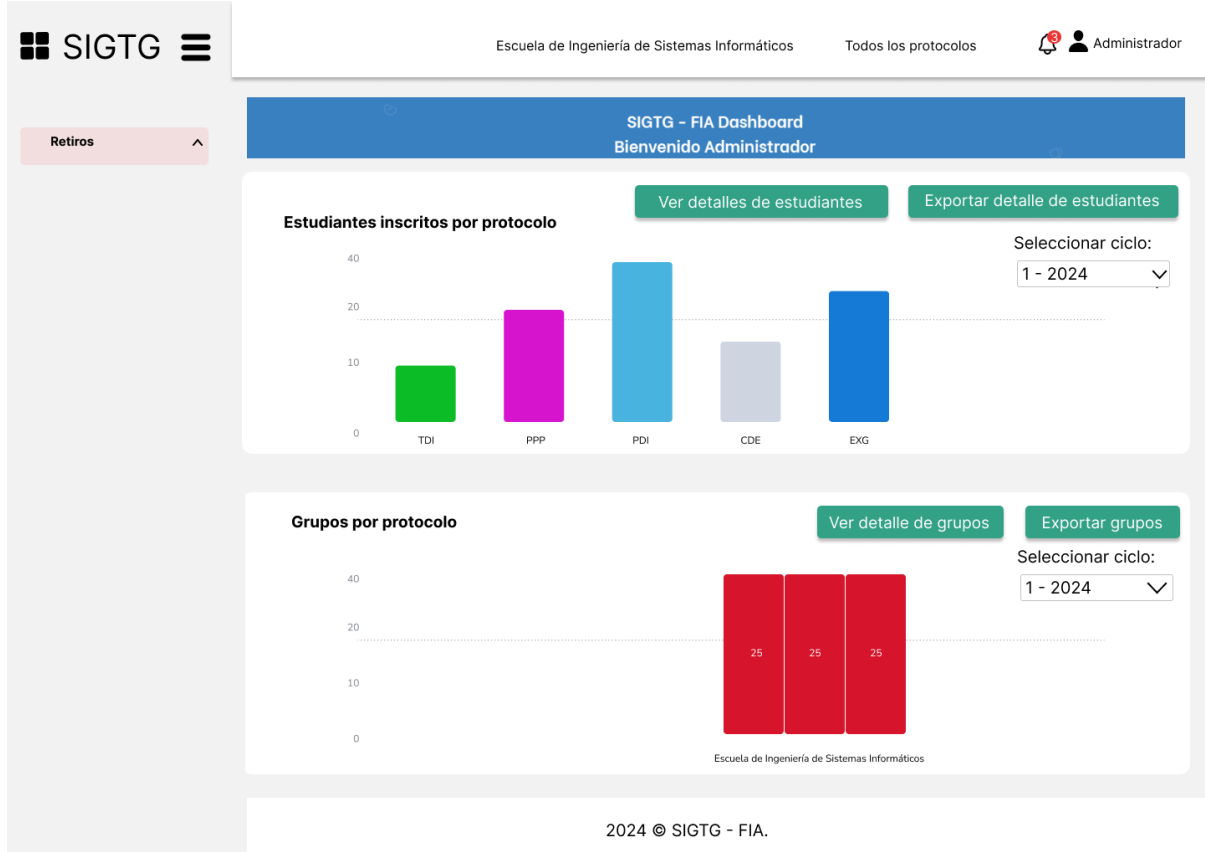 SIGTG
Escuela de Ingeniería de Sistemas Informáticos
Todos los protocolos
3
Administrador
Retiros
SIGTG - FIA Dashboard
Bienvenido Administrador
Ver detalles de estudiantes
Exportar detalle de estudiantes
Estudiantes inscritos por protocolo
Seleccionar ciclo:
1 - 2024
40
20
10
0
TDI
PPP
PDI
CDE
EXG
Grupos por protocolo
Ver detalle de grupos
Exportar grupos
Seleccionar ciclo:
1 - 2024
40
20
10
0
25
25
25
Escuela de Ingeniería de Sistemas Informáticos
2024 © SIGTG - FIA.